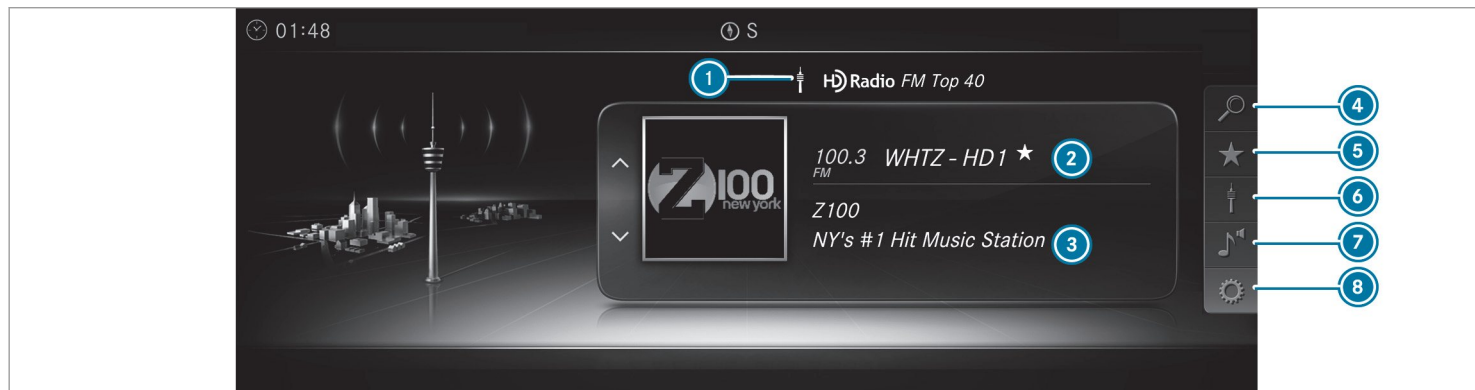 01:48
S
1
HD Radio FM Top 40
4
100.3 WHTZ - HD1 ★ 2
FM
5
Z100
new york
6
Z100
NY's #1 Hit Music Station 3
7
8